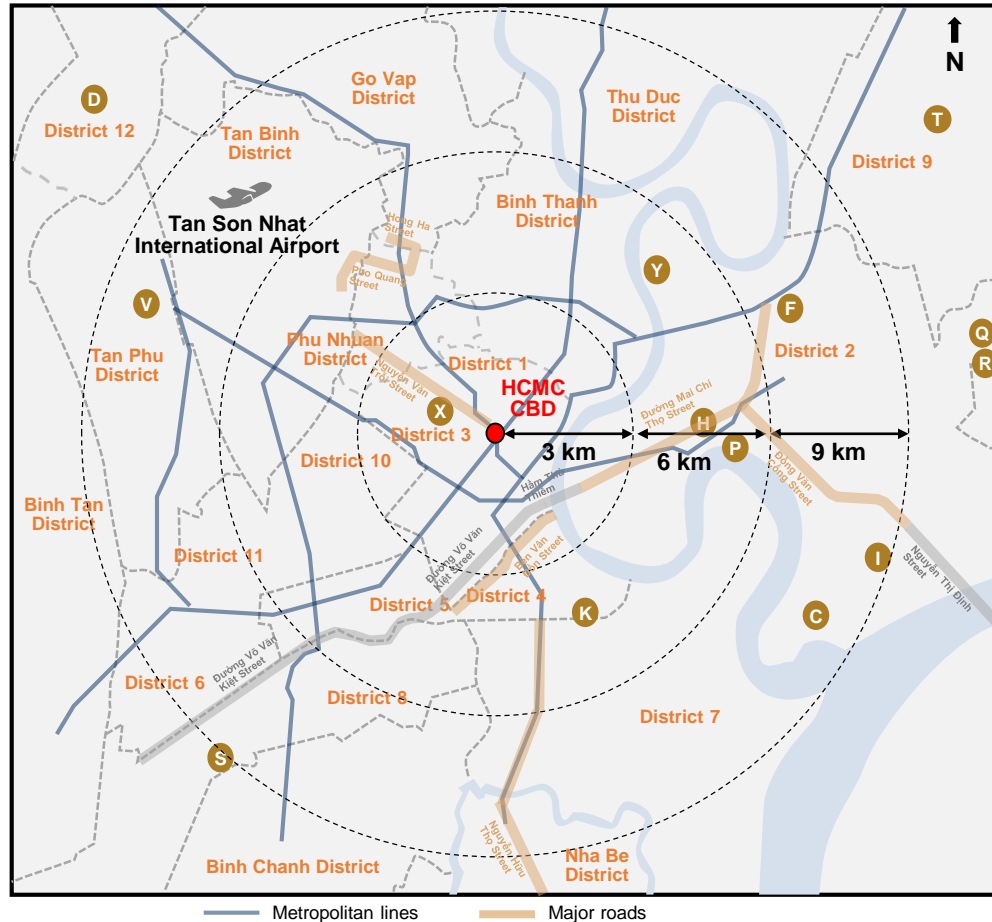 N
Go Vap
District
Thu Duc
District
D
District 12
T
Tan Binh
District
District 9
Tan Son Nhat
International Airport
Binh Thanh
District
Hong Ha
Street
Pho Quang
Street
Y
V
F
Tan Phu
District
Phu Nhuan
District
District 1
District 2
Q
R
Nguyễn Văn
Trỗi Street
HCMC
CBD
X
District 3
Đường Mai Chí
Thọ Street
H
P
3 km
6 km
9 km
District 10
Đồng Văn
Cống Street
Hầm Thủ
Thiêm
Binh Tan
District
District 11
Đường Võ Văn
Kiệt Street
Bến Vân
Đồn Street
Nguyễn Thị Định
Street
I
District 5
District 4
K
C
Đường Võ Văn
Kiệt Street
District 6
District 8
District 7
S
Nguyễn Hữu
Thọ Street
Binh Chanh District
Nha Be
District
Metropolitan lines
Major roads